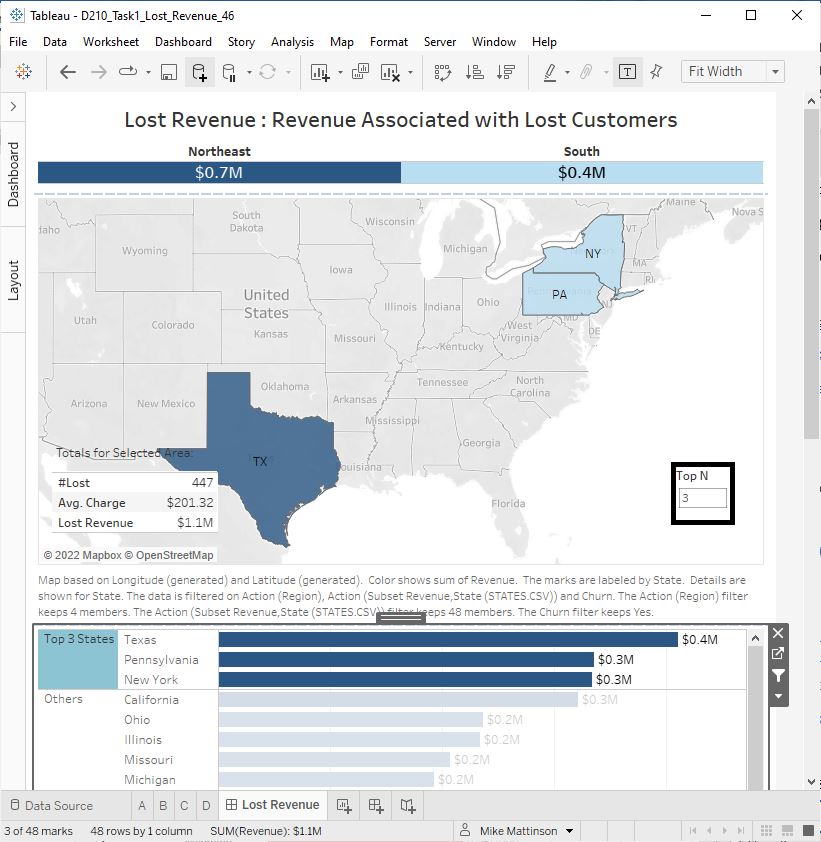 Tableau - D210_Task1_Lost_Revenue_46
File Data Worksheet Dashboard Story Analysis Map Format Server Window Help
T Fit Width
Dashboard
Layout
Lost Revenue : Revenue Associated with Lost Customers
Northeast South
$0.7M $0.4M
Maine
Nova S
South
Dakota
Wisconsin
VT
daho
Wyoming
Michigan
NY
MA
Iowa
RI
United
States
PA
NJ
Illinois Indiana Ohio
Utah
Colorado
Kansas
Missouri
West
Virginia
MD
DE
Kentucky
Arizona
New Mexico
Oklahoma
Arkansas
Tennessee
North
Carolina
Mississippi
Georgia
Totals for Selected Area:
TX
ouisiana
#Lost 447
Avg. Charge $201.32
Lost Revenue $1.1M
Florida
Top N
3
© 2022 Mapbox © OpenStreetMap
Map based on Longitude (generated) and Latitude (generated). Color shows sum of Revenue. The marks are labeled by State. Details are
shown for State. The data is filtered on Action (Region), Action (Subset Revenue,State (STATES.CSV)) and Churn. The Action (Region) filter
keeps 4 members. The Action (Subset Revenue,State (STATES.CSV)) filter keeps 48 members. The Churn filter keeps Yes.
Top 3 States Texas $0.4M
Pennsylvania $0.3M
New York $0.3M
Others California $0.3M
Ohio $0.2M
Illinois $0.2M
Missouri $0.2M
Michigan $0.2M
Data Source A B C D Lost Revenue
3 of 48 marks 48 rows by 1 column SUM(Revenue): $1.1M Mike Mattinson